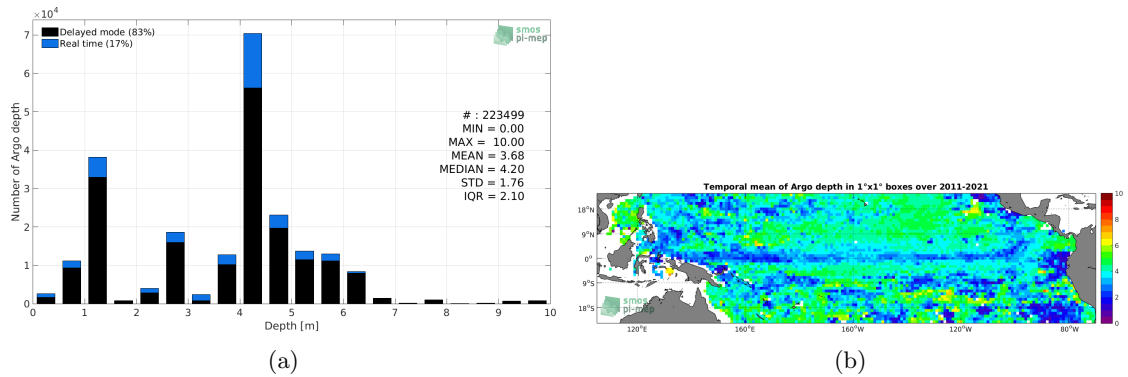 ×10⁴
Delayed mode (83%)
Real time (17%)
smos
pi-mep
7
6
5
4
3
2
1
0
Number of Argo depth
# : 223499
MIN = 0.00
MAX = 10.00
MEAN = 3.68
MEDIAN = 4.20
STD = 1.76
IQR = 2.10
0 1 2 3 4 5 6 7 8 9 10
Depth [m]
(a)
Temporal mean of Argo depth in 1°x1° boxes over 2011-2021
18°N
9°N
0°
9°S
18°S
smos
pi-mep
120°E 160°E 160°W 120°W 80°W
10
8
6
4
2
0
(b)